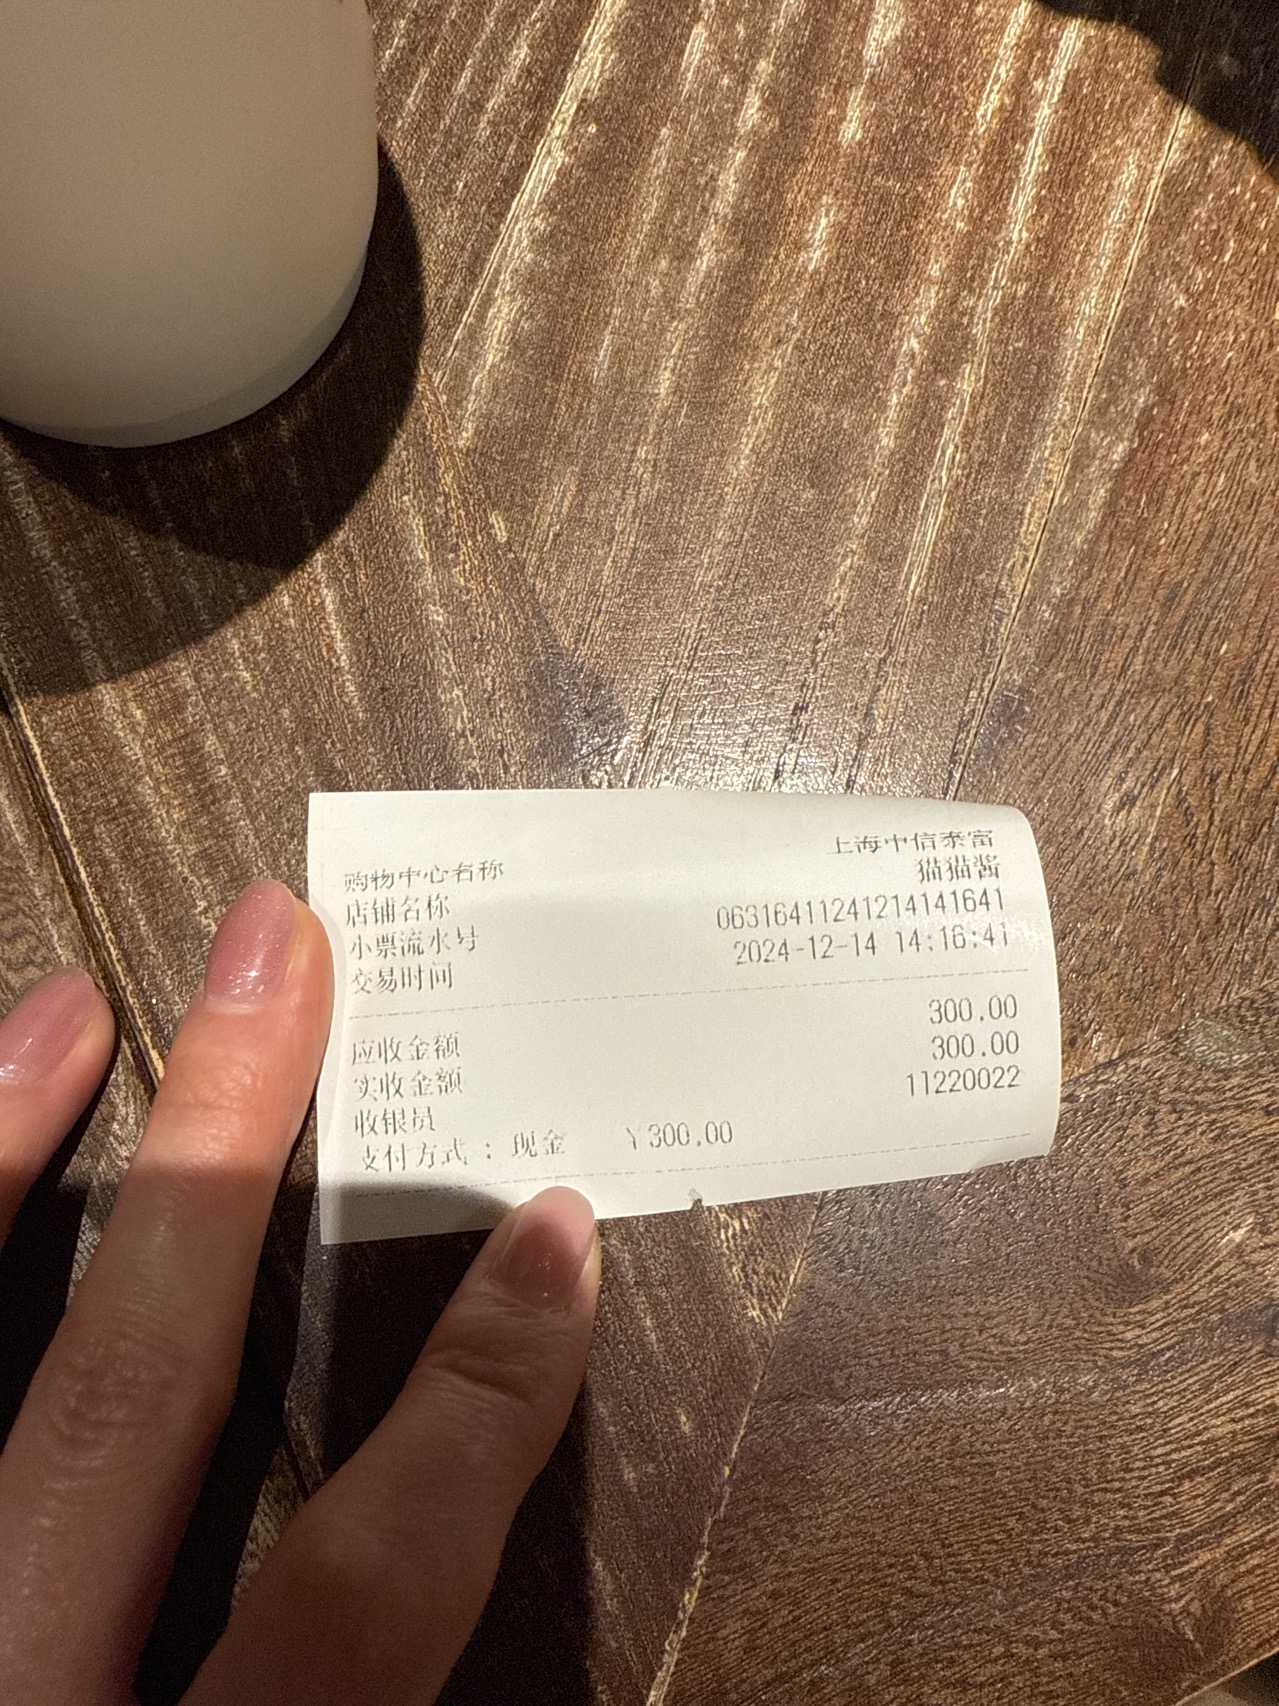 购物中心名称 上海中信泰富
店铺名称 猫猫酱
小票流水号 06316411241214141641
交易时间 2024-12-14 14:16:41
应收金额 300.00
实收金额 300.00
收银员 11220022
支付方式 : 现金 ¥300.00